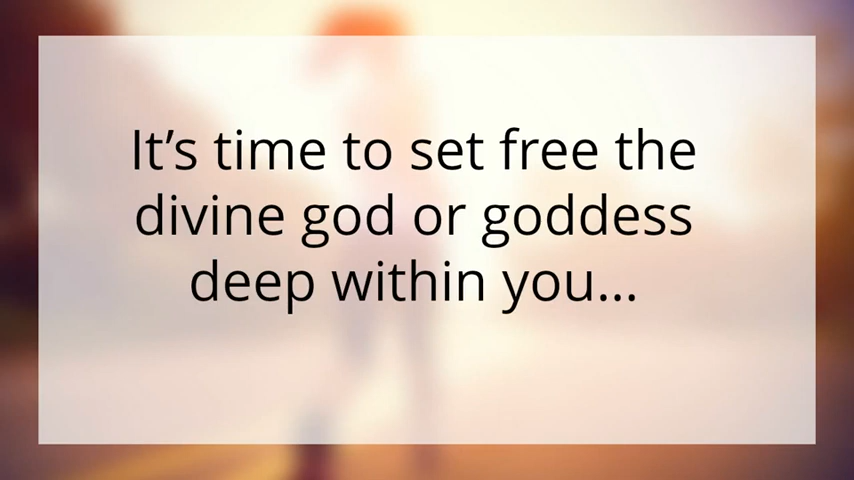 It’s time to set free the
divine god or goddess
deep within you...